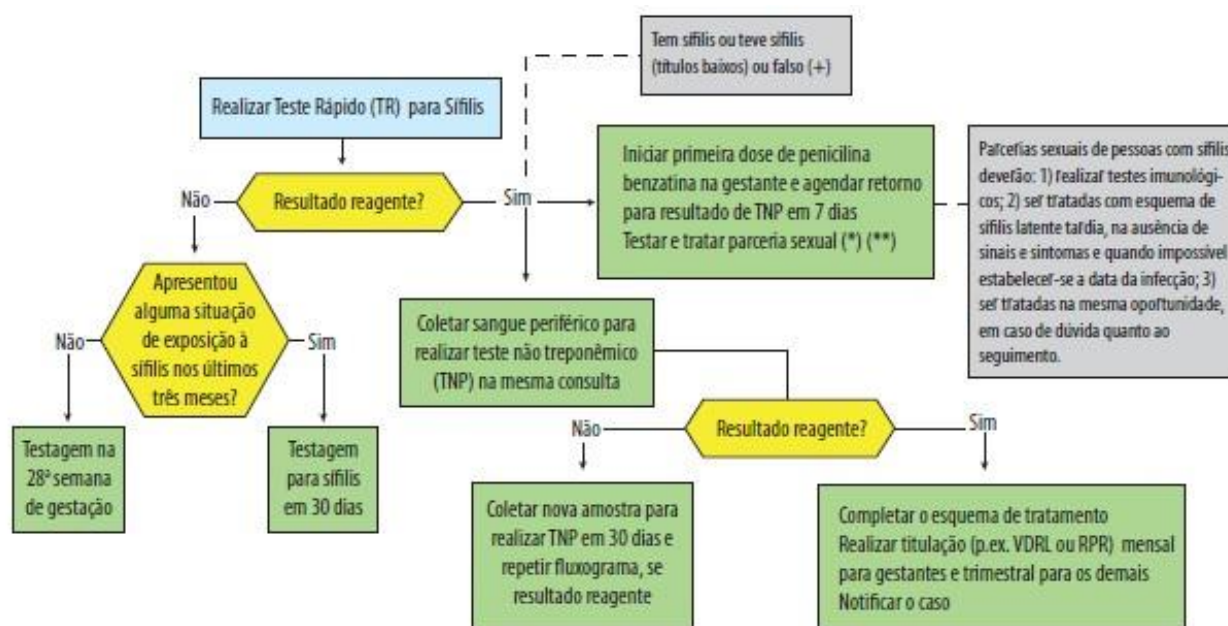 Tem sífilis ou teve sífilis
(títulos baixos) ou falso (+)
Realizar Teste Rápido (TR) para Sífilis
Resultado reagente?
Não
Sim
Iniciar primeira dose de penicilina
benzatina na gestante e agendar retorno
para resultado de TNP em 7 dias
Testar e tratar parceria sexual (*) (**)
Parcerias sexuais de pessoas com sífilis
deverão: 1) realizar testes imunológi-
cos; 2) ser tratadas com esquema de
sífilis latente tardia, na ausência de
sinais e sintomas e quando impossível
estabelecer-se a data da infecção; 3)
ser tratadas na mesma oportunidade,
em caso de dúvida quanto ao
seguimento.
Apresentou
alguma situação
de exposição à
sífilis nos últimos
três meses?
Não
Sim
Testagem na
28ª semana
de gestação
Testagem
para sífilis
em 30 dias
Coletar sangue periférico para
realizar teste não treponêmico
(TNP) na mesma consulta
Resultado reagente?
Não
Sim
Coletar nova amostra para
realizar TNP em 30 dias e
repetir fluxograma, se
resultado reagente
Completar o esquema de tratamento
Realizar titulação (p.ex. VDRL ou RPR) mensal
para gestantes e trimestral para os demais
Notificar o caso